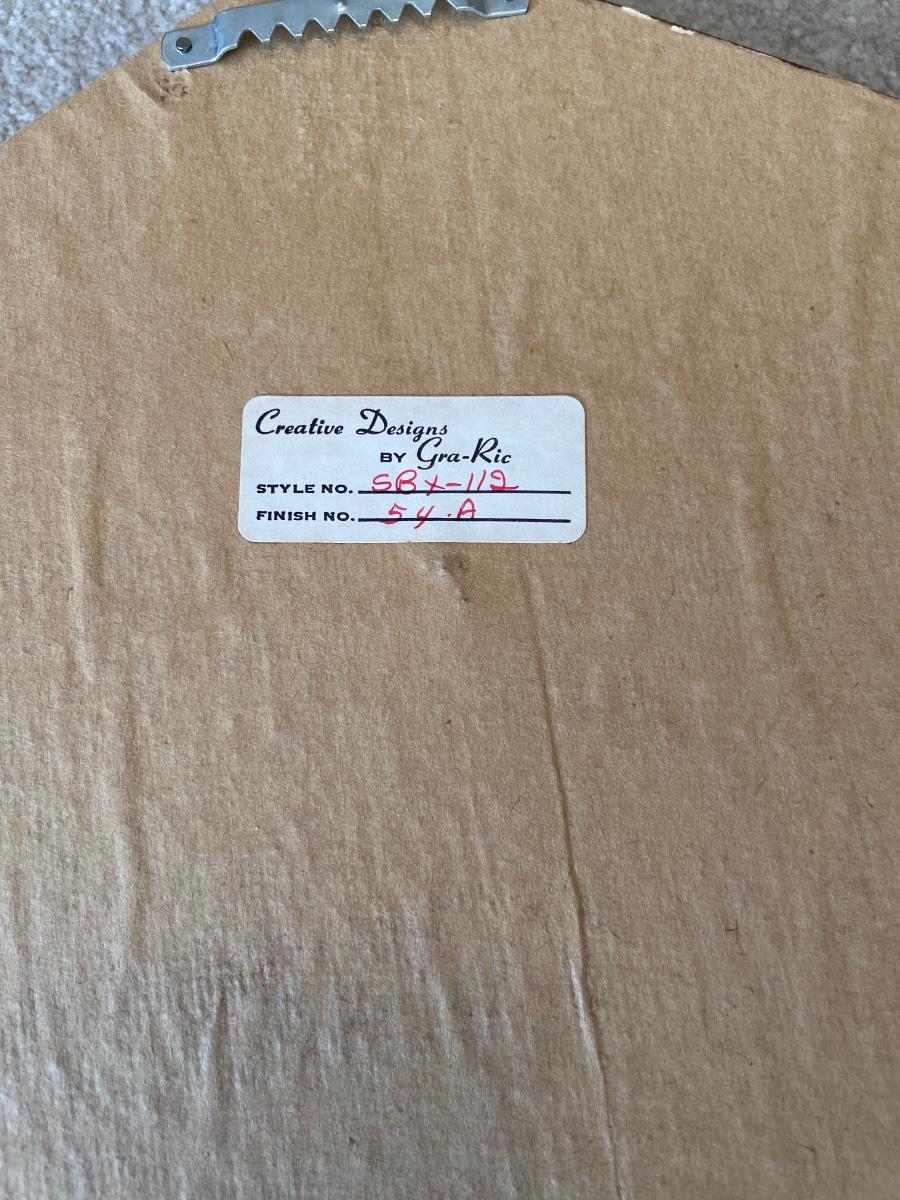 Creative Designs
BY Gra-Ric
STYLE NO. SBX-112
FINISH NO. 54.A